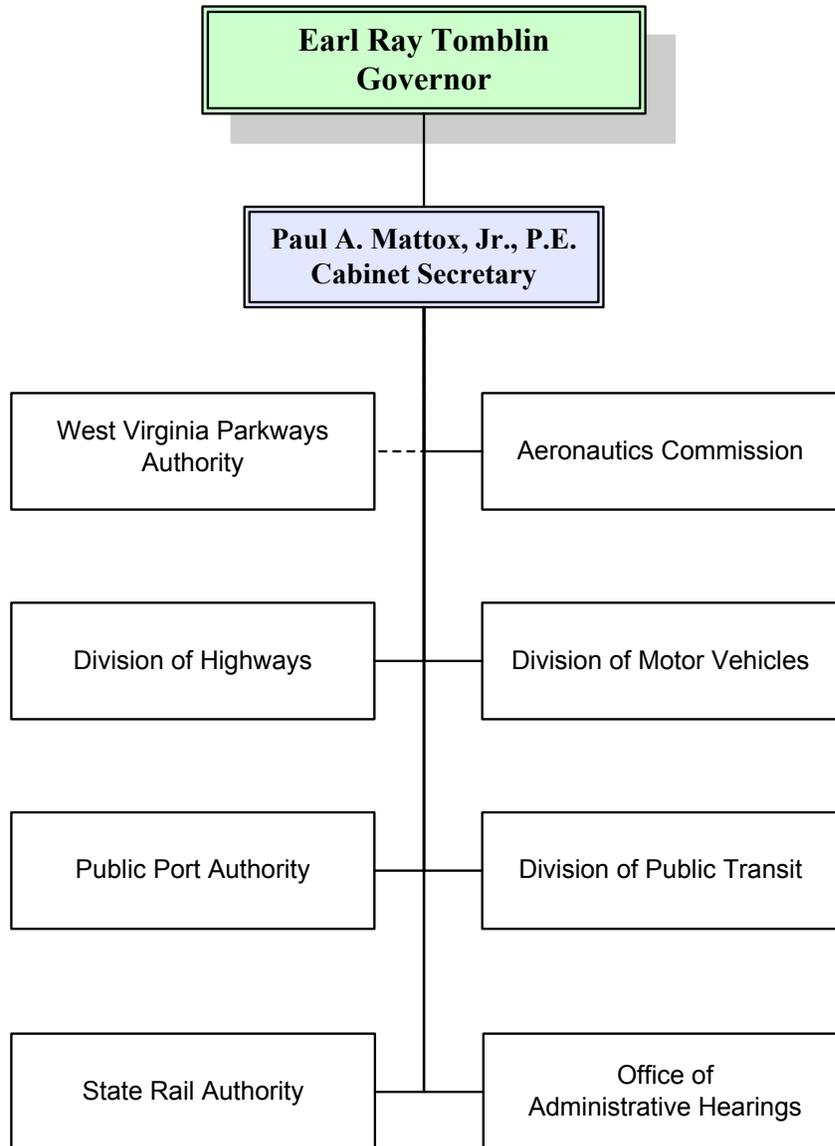 Earl Ray Tomblin
Governor
Paul A. Mattox, Jr., P.E.
Cabinet Secretary
West Virginia Parkways
Authority
Aeronautics Commission
Division of Highways
Division of Motor Vehicles
Public Port Authority
Division of Public Transit
State Rail Authority
Office of
Administrative Hearings